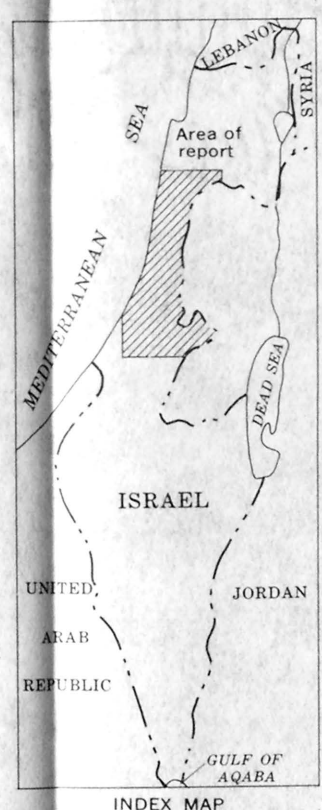 LEBANON
SYRIA
SEA
Area of
report
MEDITERRANEAN
DEAD SEA
ISRAEL
UNITED
ARAB
REPUBLIC
JORDAN
GULF OF
AQABA
INDEX MAP